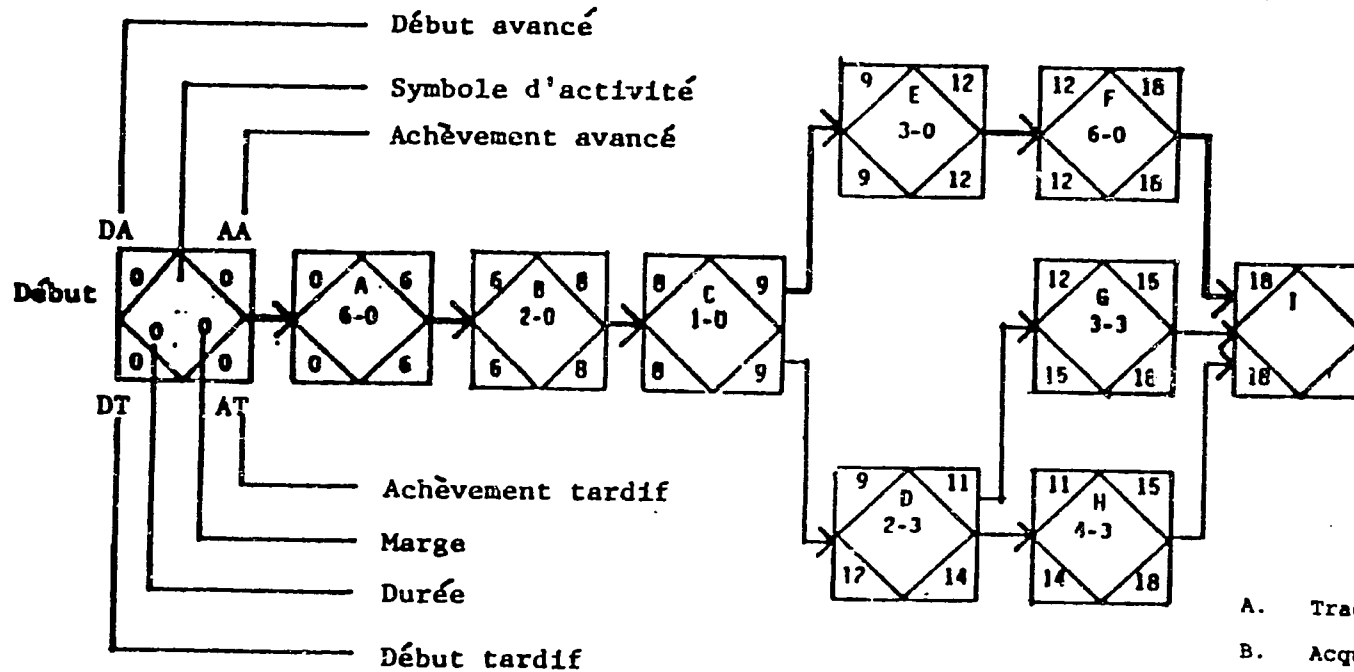 Début avancé
Symbole d'activité
Achèvement avancé
DA AA
Début
0 0
0 0
0 0
DT AT
Achèvement tardif
Marge
Durée
Début tardif
0 A 6
6-0
0 6
6 B 8
2-0
6 8
8 C 9
1-0
8 9
9 E 12
3-0
9 12
12 F 18
6-0
12 18
9 D 11
2-3
12 14
12 G 15
3-3
15 18
11 H 15
4-3
14 18
18 I
18
A. Tra
B. Acq